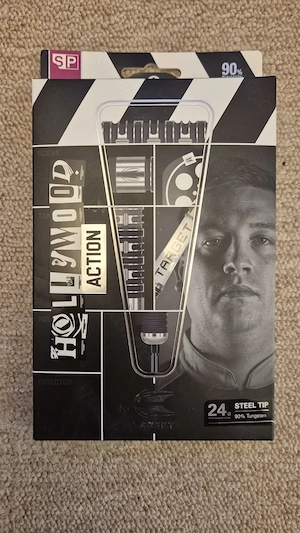 SP
90%
HOLLYWOOD
ACTION
TARGET
24g
STEEL TIP
90% Tungsten